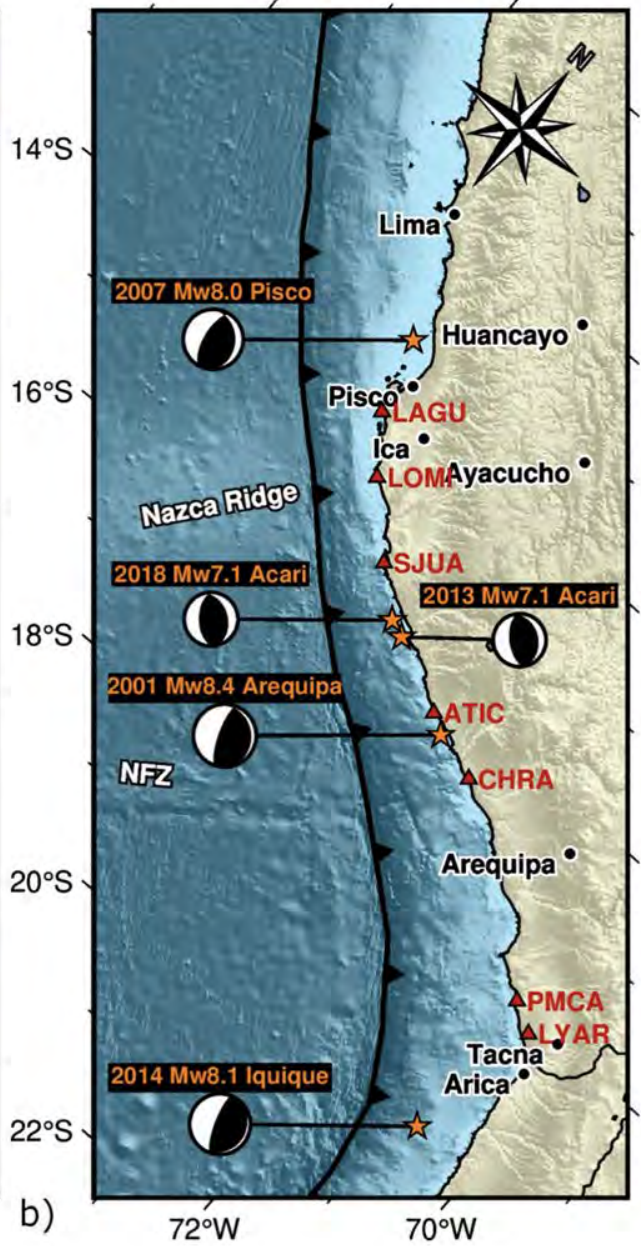 N
14°S
Lima
2007 Mw8.0 Pisco
Huancayo
16°S
Pisco
LAGU
Ica
LOMI
Ayacucho
Nazca Ridge
SJUA
2018 Mw7.1 Acari
2013 Mw7.1 Acari
18°S
2001 Mw8.4 Arequipa
ATIC
NFZ
CHRA
Arequipa
20°S
PMCA
LYAR
Tacna
2014 Mw8.1 Iquique
Arica
22°S
b)
72°W
70°W